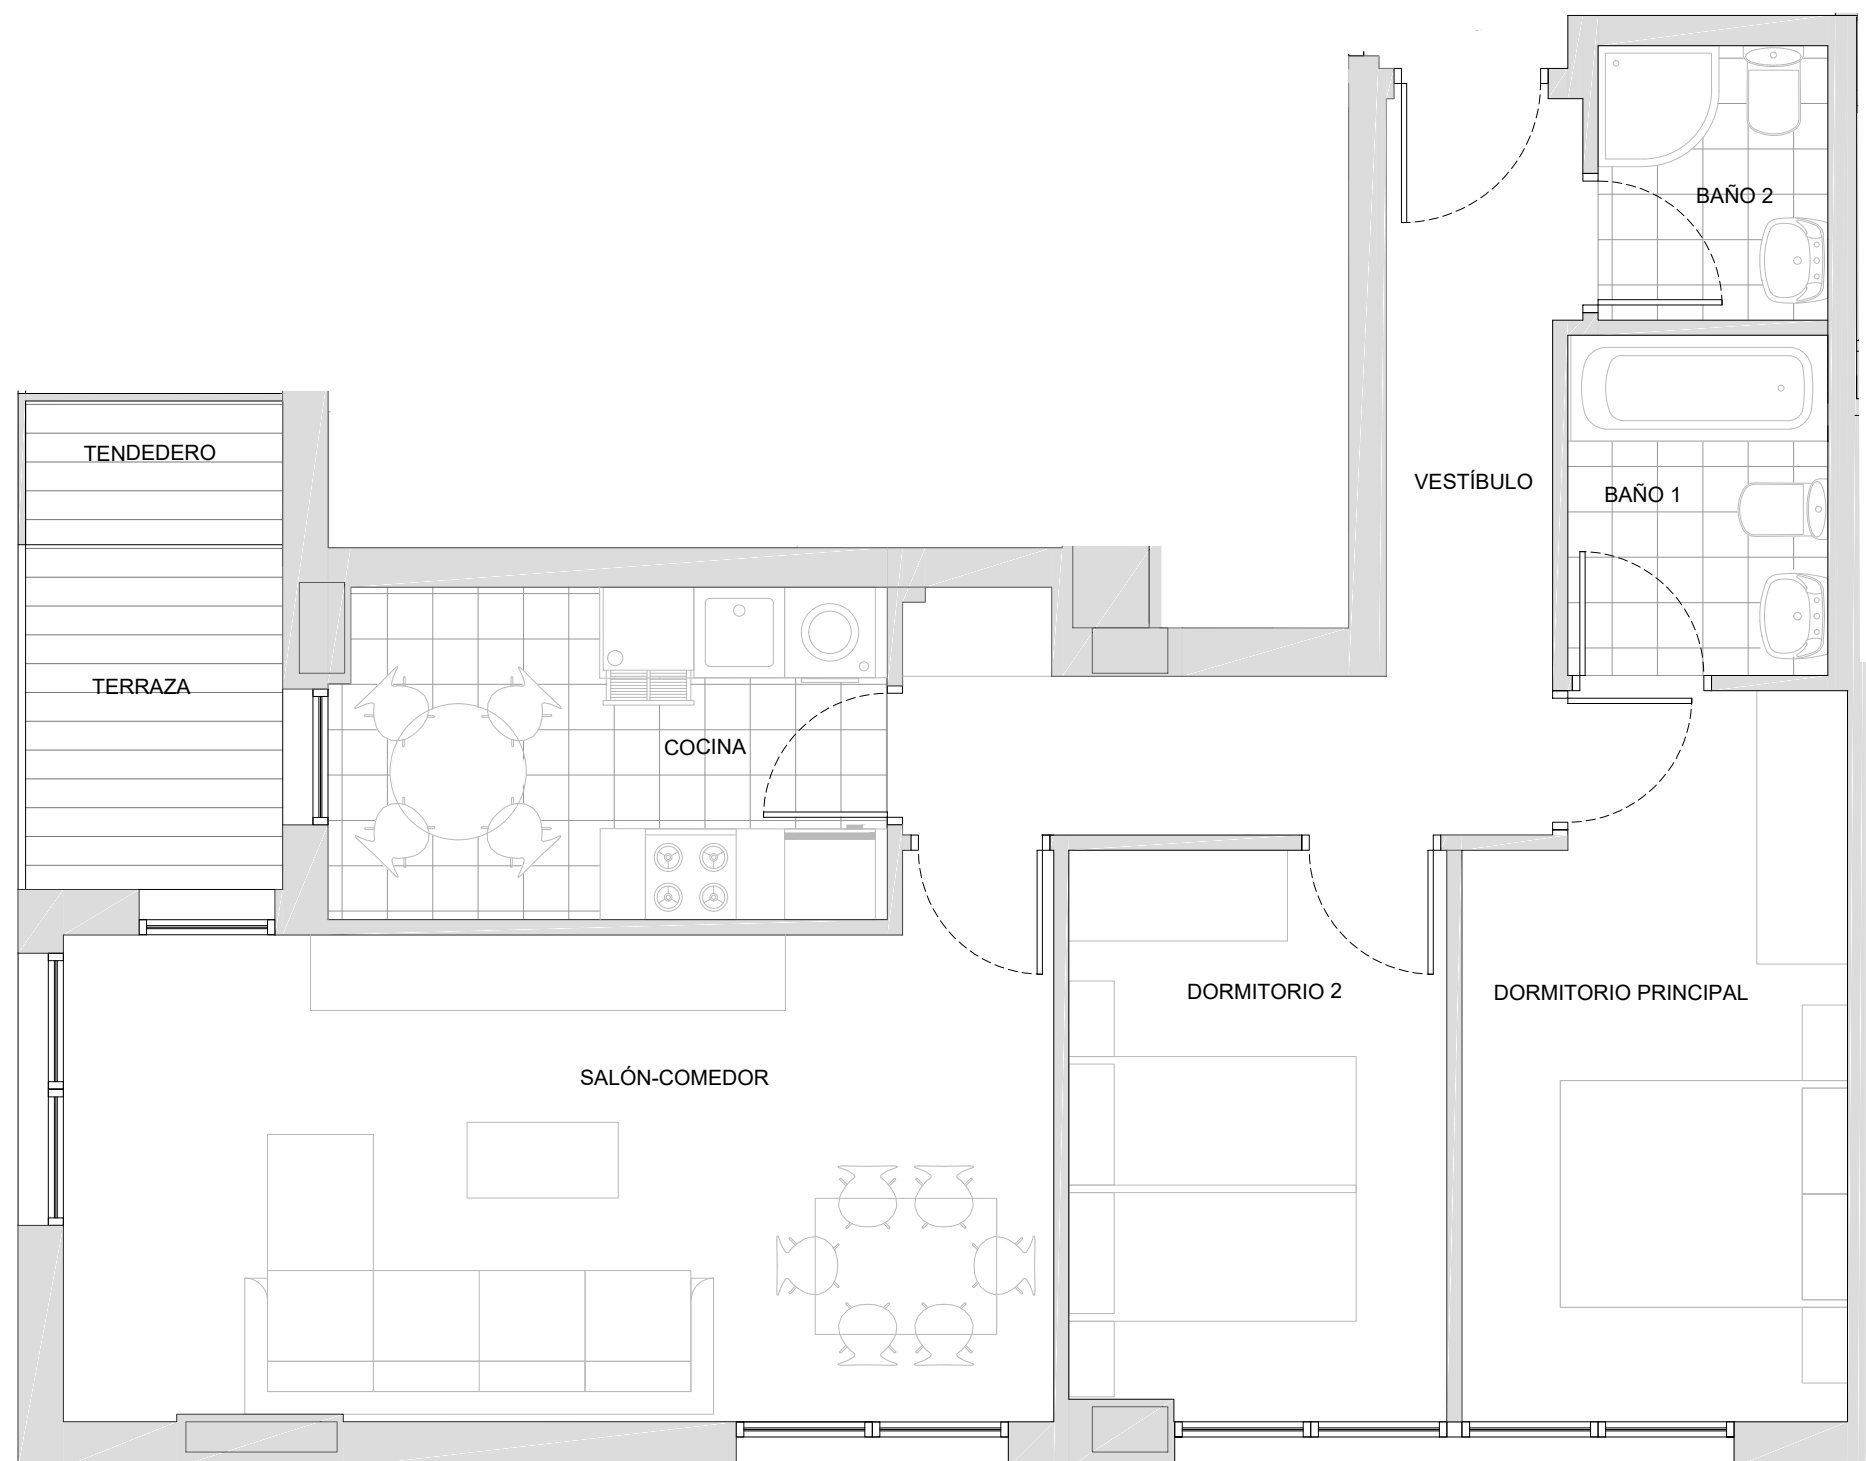 BAÑO 2
TENDEDERO
VESTÍBULO
BAÑO 1
TERRAZA
COCINA
DORMITORIO 2
DORMITORIO PRINCIPAL
SALÓN-COMEDOR